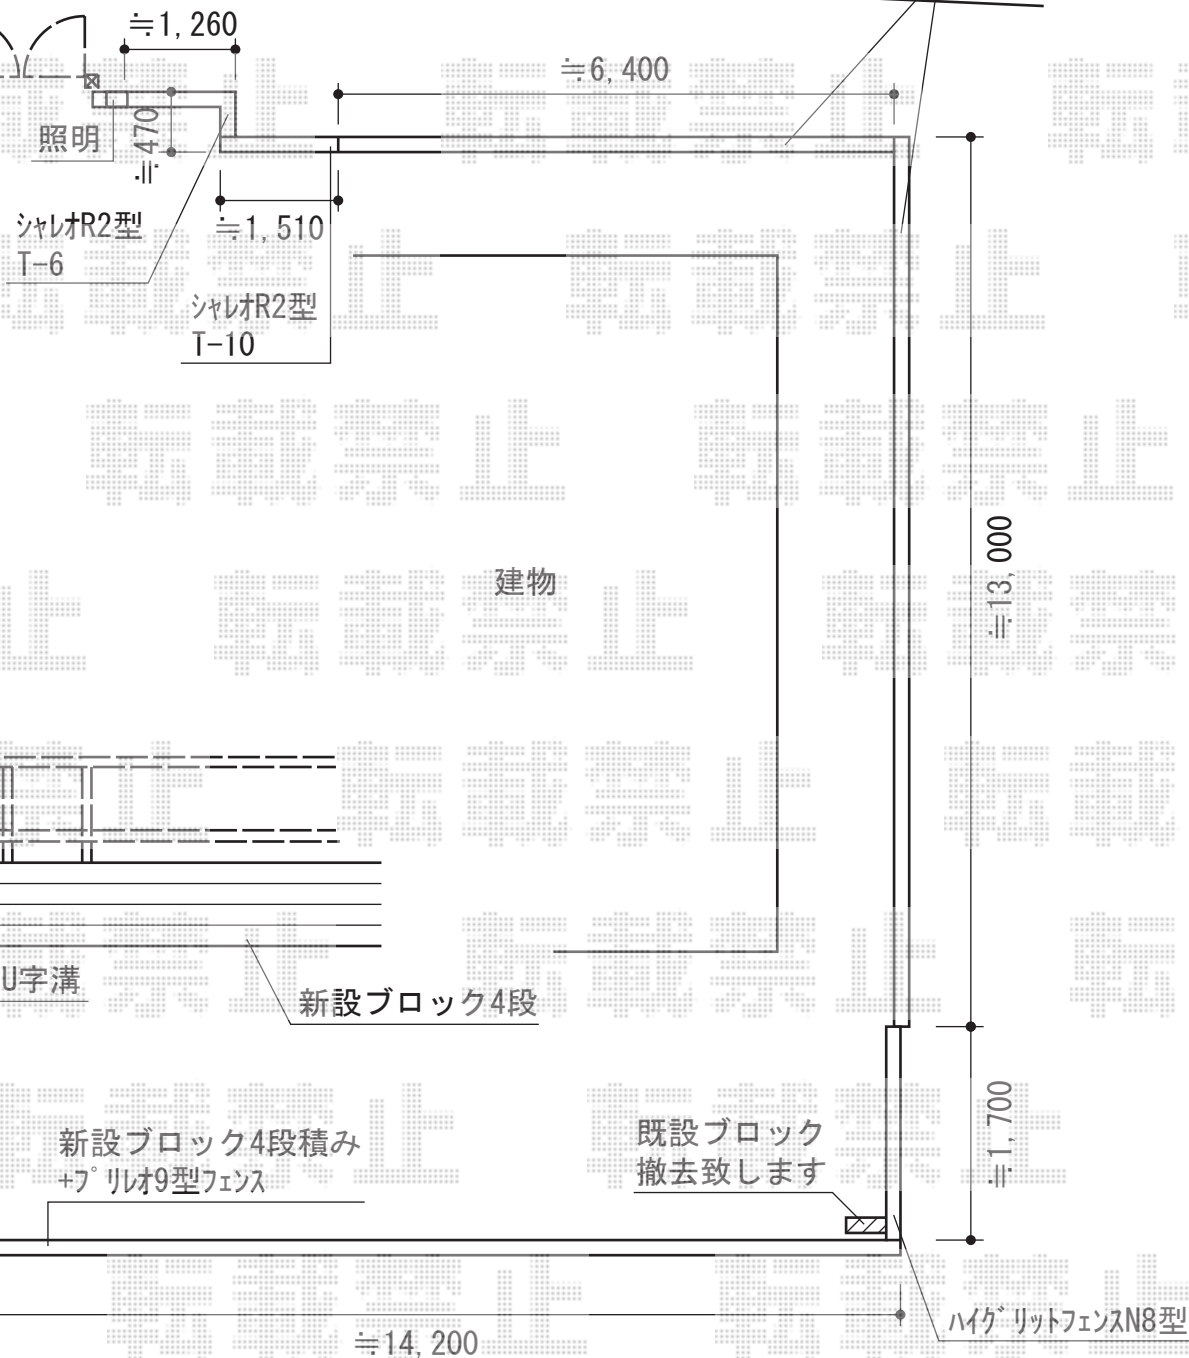 ≒1,260
≒6,400
照明
≒470
シャレオR2型
T-6
≒1,510
シャレオR2型
T-10
建物
≒13,000
U字溝
新設ブロック4段
新設ブロック4段積み
+プリレオ9型フェンス
既設ブロック
撤去致します
≒1,700
ハイグリットフェンスN8型
≒14,200
転載禁止